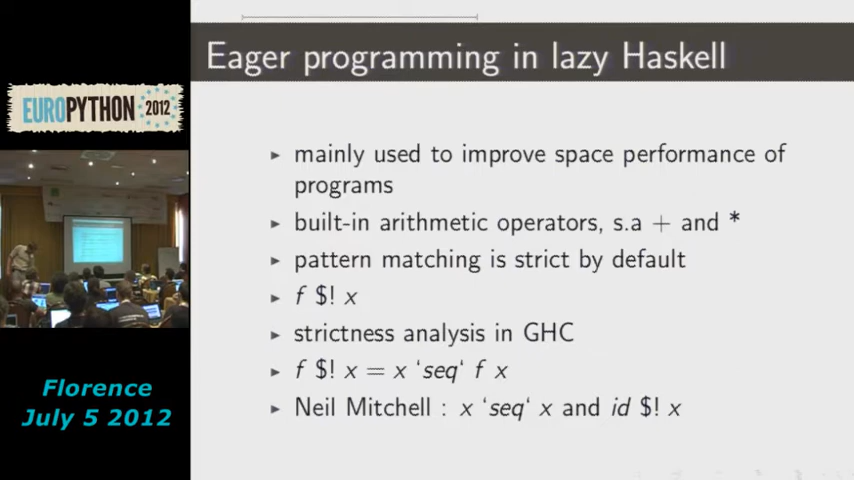 Eager programming in lazy Haskell
EUROPYTHON 2012
▸ mainly used to improve space performance of
programs
▸ built-in arithmetic operators, s.a + and *
▸ pattern matching is strict by default
▸ f $! x
▸ strictness analysis in GHC
▸ f $! x = x ‘seq‘ f x
▸ Neil Mitchell : x ‘seq‘ x and id $! x
Florence
July 5 2012